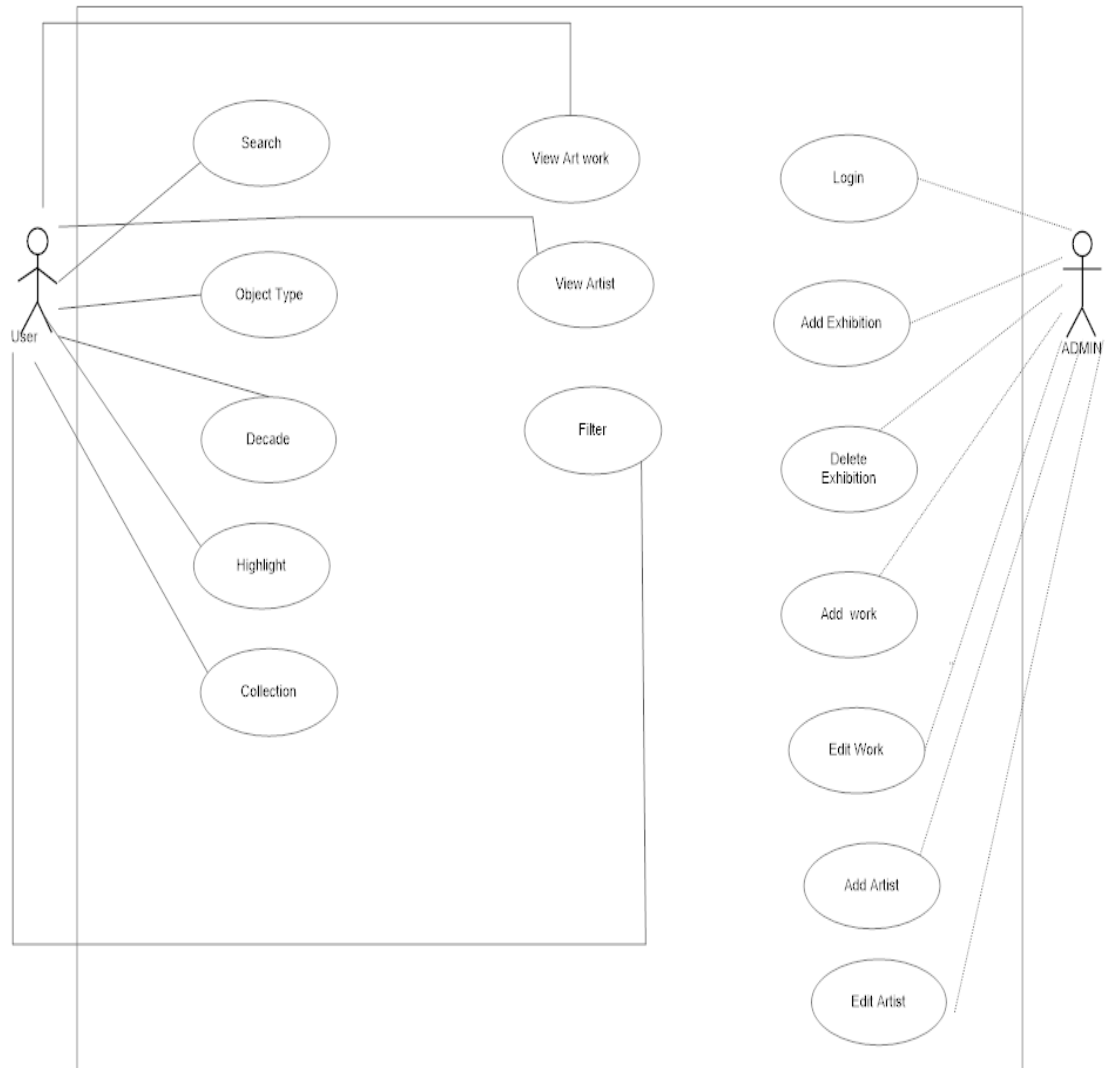 Search
View Art work
Login
Object Type
View Artist
User
Add Exhibition
ADMIN
Decade
Filter
Delete
Exhibition
Highlight
Add work
Collection
Edit Work
Add Artist
Edit Artist